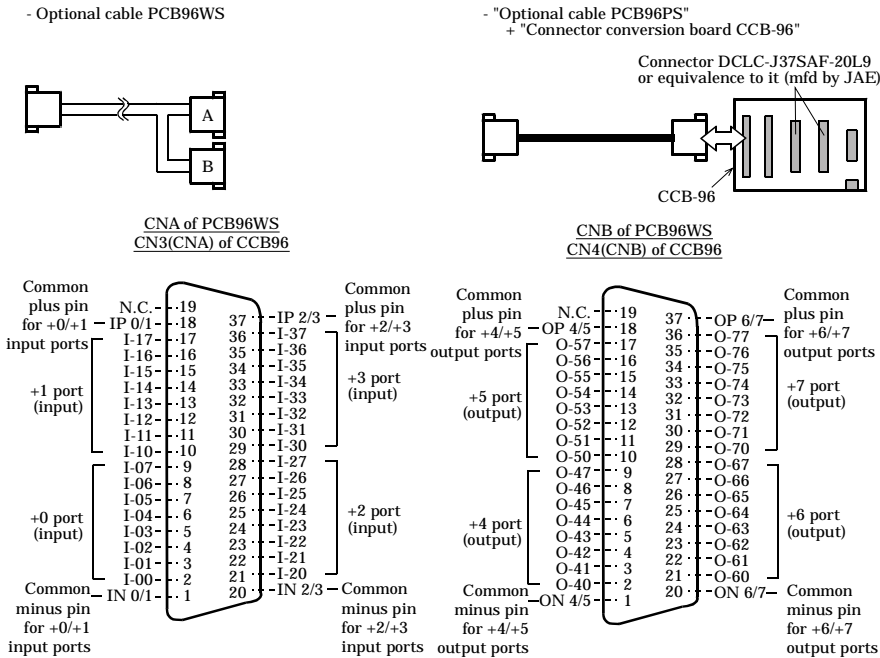 - Optional cable PCB96WS
A
B
- "Optional cable PCB96PS"
+ "Connector conversion board CCB-96"
Connector DCLC-J37SAF-20L9
or equivalence to it (mfd by JAE)
CCB-96
CNA of PCB96WS
CN3(CNA) of CCB96
Common
plus pin
for +0/+1
input ports
+1 port
(input)
+0 port
(input)
Common
minus pin
for +0/+1
input ports
N.C. 19
IP 0/1 18
I-17 17
I-16 16
I-15 15
I-14 14
I-13 13
I-12 12
I-11 11
I-10 10
I-07 9
I-06 8
I-05 7
I-04 6
I-03 5
I-02 4
I-01 3
I-00 2
IN 0/1 1
37 IP 2/3
36 I-37
35 I-36
34 I-35
33 I-34
32 I-33
31 I-32
30 I-31
29 I-30
28 I-27
27 I-26
26 I-25
25 I-24
24 I-23
23 I-22
22 I-21
21 I-20
20 IN 2/3
Common
plus pin
for +2/+3
input ports
+3 port
(input)
+2 port
(input)
Common
minus pin
for +2/+3
input ports
CNB of PCB96WS
CN4(CNB) of CCB96
Common
plus pin
for +4/+5
output ports
+5 port
(output)
+4 port
(output)
Common
minus pin
for +4/+5
output ports
N.C. 19
OP 4/5 18
O-57 17
O-56 16
O-55 15
O-54 14
O-53 13
O-52 12
O-51 11
O-50 10
O-47 9
O-46 8
O-45 7
O-44 6
O-43 5
O-42 4
O-41 3
O-40 2
ON 4/5 1
37 OP 6/7
36 O-77
35 O-76
34 O-75
33 O-74
32 O-73
31 O-72
30 O-71
29 O-70
28 O-67
27 O-66
26 O-65
25 O-64
24 O-63
23 O-62
22 O-61
21 O-60
20 ON 6/7
Common
plus pin
for +6/+7
output ports
+7 port
(output)
+6 port
(output)
Common
minus pin
for +6/+7
output ports